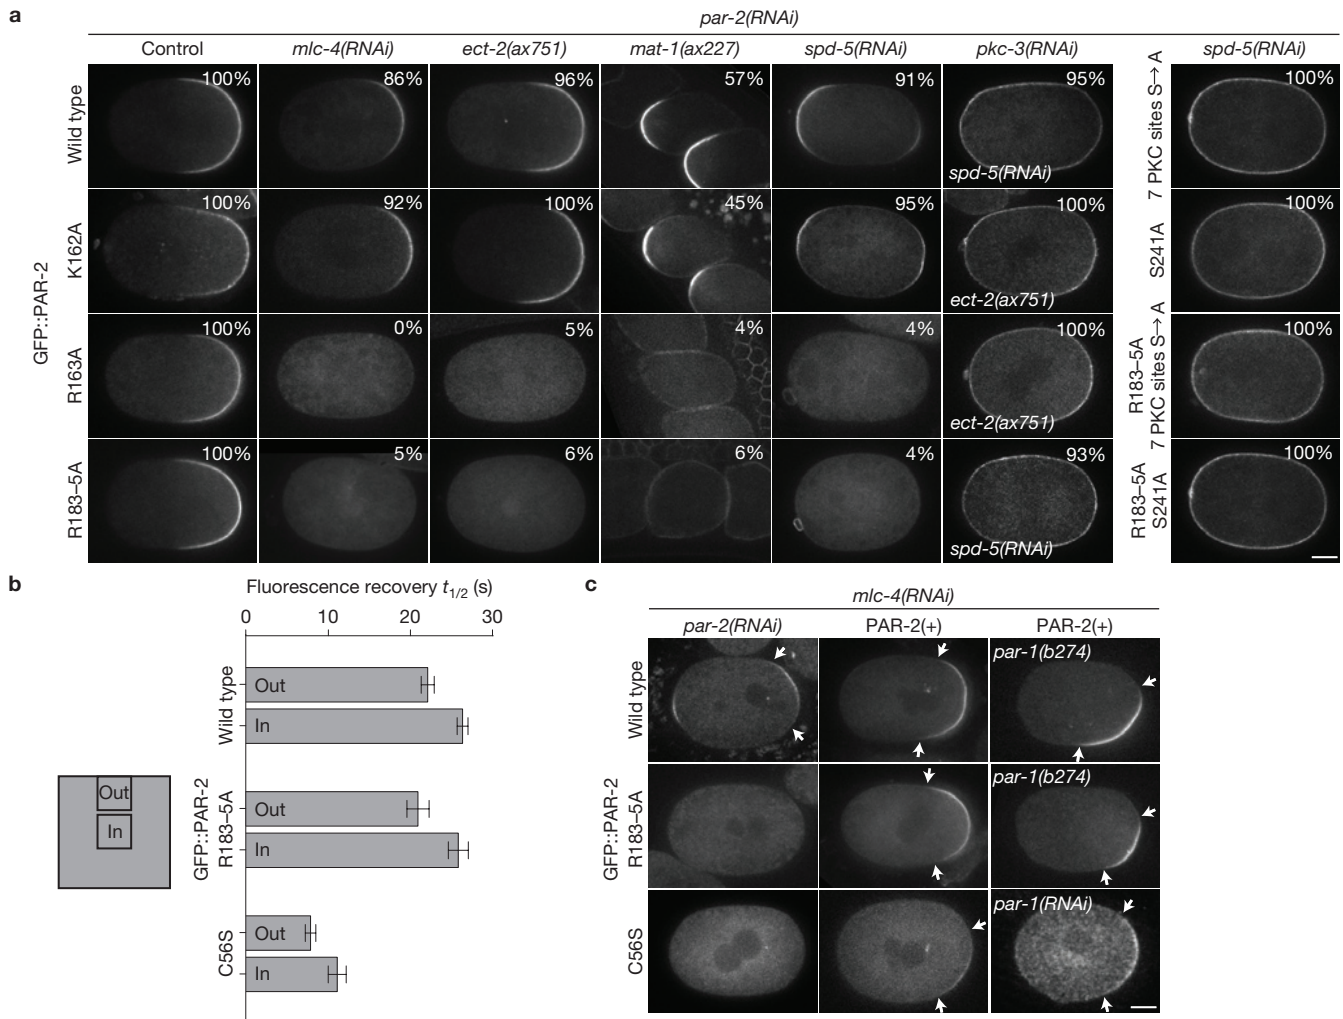 a
par-2(RNAi)
Control mlc-4(RNAi) ect-2(ax751) mat-1(ax227) spd-5(RNAi) pkc-3(RNAi) spd-5(RNAi)
GFP::PAR-2
Wild type
100% 86% 96% 57% 91% 95%
spd-5(RNAi)
7 PKC sites S→A
100%
K162A
100% 92% 100% 45% 95% 100%
ect-2(ax751)
S241A
100%
R163A
100% 0% 5% 4% 4% 100%
ect-2(ax751)
R183–5A
7 PKC sites S→A
100%
R183–5A
100% 5% 6% 6% 4% 93%
spd-5(RNAi)
R183–5A
S241A
100%
b
Fluorescence recovery t1/2 (s)
0 10 20 30
GFP::PAR-2
Wild type
Out
In
R183–5A
Out
In
C56S
Out
In
Out
In
c
mlc-4(RNAi)
par-2(RNAi) PAR-2(+) PAR-2(+)
GFP::PAR-2
Wild type
par-1(b274)
R183–5A
par-1(b274)
C56S
par-1(RNAi)